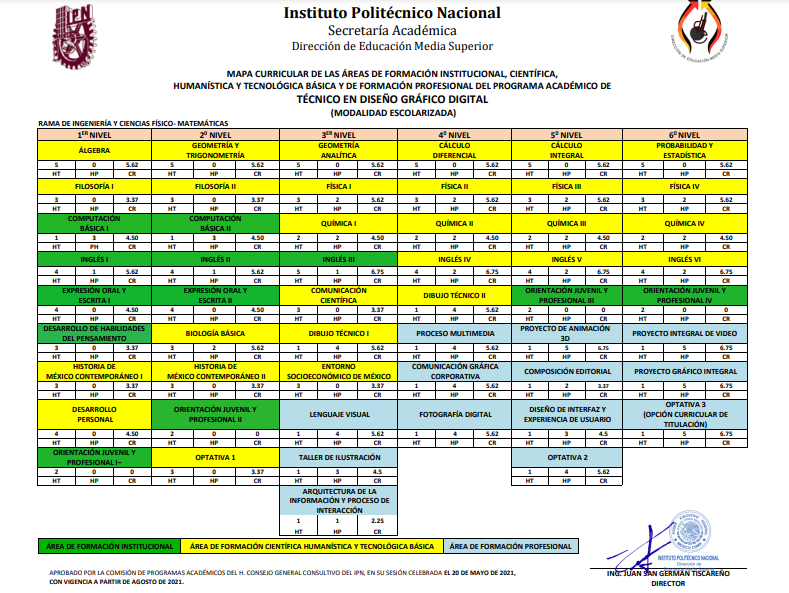 IPN
Instituto Politécnico Nacional
Secretaría Académica
Dirección de Educación Media Superior
DIRECCIÓN DE EDUCACIÓN MEDIA SUPERIOR
MAPA CURRICULAR DE LAS ÁREAS DE FORMACIÓN INSTITUCIONAL, CIENTÍFICA,
HUMANÍSTICA Y TECNOLÓGICA BÁSICA Y DE FORMACIÓN PROFESIONAL DEL PROGRAMA ACADÉMICO DE
TÉCNICO EN DISEÑO GRÁFICO DIGITAL
(MODALIDAD ESCOLARIZADA)
RAMA DE INGENIERÍA Y CIENCIAS FÍSICO- MATEMÁTICAS
1ER NIVEL 2O NIVEL 3ER NIVEL 4O NIVEL 5O NIVEL 6O NIVEL
ÁLGEBRA GEOMETRÍA Y TRIGONOMETRÍA GEOMETRÍA ANALÍTICA CÁLCULO DIFERENCIAL CÁLCULO INTEGRAL PROBABILIDAD Y ESTADÍSTICA
5 0 5.62 5 0 5.62 5 0 5.62 5 0 5.62 5 0 5.62 5 0 5.62
HT HP CR HT HP CR HT HP CR HT HP CR HT HP CR HT HP CR
FILOSOFÍA I FILOSOFÍA II FÍSICA I FÍSICA II FÍSICA III FÍSICA IV
3 0 3.37 3 0 3.37 3 2 5.62 3 2 5.62 3 2 5.62 3 2 5.62
HT HP CR HT HP CR HT HP CR HT HP CR HT HP CR HT HP CR
COMPUTACIÓN BÁSICA I COMPUTACIÓN BÁSICA II QUÍMICA I QUÍMICA II QUÍMICA III QUÍMICA IV
1 3 4.50 1 3 4.50 2 2 4.50 2 2 4.50 2 2 4.50 2 2 4.50
HT PH CR HT HP CR HT HP CR HT HP CR HT HP CR HT HP CR
INGLÉS I INGLÉS II INGLÉS III INGLÉS IV INGLÉS V INGLÉS VI
4 1 5.62 4 1 5.62 5 1 6.75 4 2 6.75 4 2 6.75 4 2 6.75
HT HP CR HT HP CR HT HP CR HT HP CR HT HP CR HT HP CR
EXPRESIÓN ORAL Y ESCRITA I EXPRESIÓN ORAL Y ESCRITA II COMUNICACIÓN CIENTÍFICA DIBUJO TÉCNICO II ORIENTACIÓN JUVENIL Y PROFESIONAL III ORIENTACIÓN JUVENIL Y PROFESIONAL IV
4 0 4.50 4 0 4.50 3 0 3.37 1 4 5.62 2 0 0 2 0 0
HT HP CR HT HP CR HT HP CR HT HP CR HT HP CR HT HP CR
DESARROLLO DE HABILIDADES DEL PENSAMIENTO BIOLOGÍA BÁSICA DIBUJO TÉCNICO I PROCESO MULTIMEDIA PROYECTO DE ANIMACIÓN 3D PROYECTO INTEGRAL DE VIDEO
3 0 3.37 3 2 5.62 1 4 5.62 1 4 5.62 1 5 6.75 1 5 6.75
HT HP CR HT HP CR HT HP CR HT HP CR HT HP CR HT HP CR
HISTORIA DE MÉXICO CONTEMPORÁNEO I HISTORIA DE MÉXICO CONTEMPORÁNEO II ENTORNO SOCIOECONÓMICO DE MÉXICO COMUNICACIÓN GRÁFICA CORPORATIVA COMPOSICIÓN EDITORIAL PROYECTO GRÁFICO INTEGRAL
3 0 3.37 3 0 3.37 3 0 3.37 1 4 5.62 1 2 3.37 1 5 6.75
HT HP CR HT HP CR HT HP CR HT HP CR HT HP CR HT HP CR
DESARROLLO PERSONAL ORIENTACIÓN JUVENIL Y PROFESIONAL II LENGUAJE VISUAL FOTOGRAFÍA DIGITAL DISEÑO DE INTERFAZ Y EXPERIENCIA DE USUARIO OPTATIVA 3 (OPCIÓN CURRICULAR DE TITULACIÓN)
4 0 4.50 2 0 0 1 4 5.62 1 4 5.62 1 3 4.5 1 5 6.75
HT HP CR HT HP CR HT HP CR HT HP CR HT HP CR HT HP CR
ORIENTACIÓN JUVENIL Y PROFESIONAL I– OPTATIVA 1 TALLER DE ILUSTRACIÓN OPTATIVA 2
2 0 0 3 0 3.37 1 3 4.5 1 4 5.62
HT HP CR HT HP CR HT HP CR HT HP CR
ARQUITECTURA DE LA
INFORMACIÓN Y PROCESO DE
INTERACCIÓN
1 1 2.25
HT HP CR
ÁREA DE FORMACIÓN INSTITUCIONAL ÁREA DE FORMACIÓN CIENTÍFICA HUMANÍSTICA Y TECNOLÓGICA BÁSICA ÁREA DE FORMACIÓN PROFESIONAL
INSTITUTO POLITÉCNICO NACIONAL
Dirección de
APROBADO POR LA COMISIÓN DE PROGRAMAS ACADÉMICOS DEL H. CONSEJO GENERAL CONSULTIVO DEL IPN, EN SU SESIÓN CELEBRADA EL 20 DE MAYO DE 2021,
CON VIGENCIA A PARTIR DE AGOSTO DE 2021.
ING. JUAN SAN GERMÁN TISCAREÑO
DIRECTOR